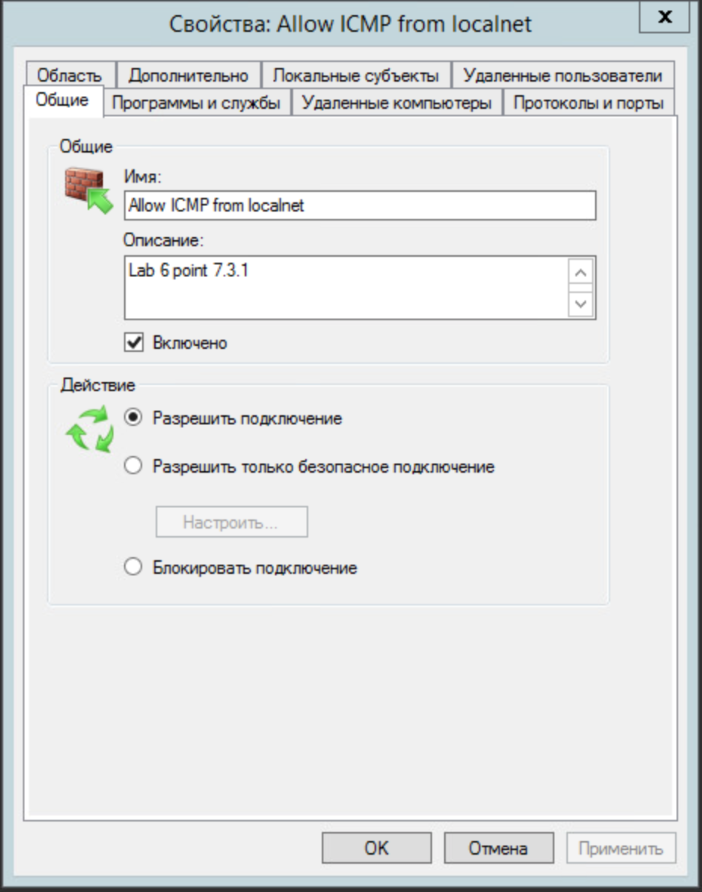 Свойства: Allow ICMP from localnet
x
Область Дополнительно Локальные субъекты Удаленные пользователи
Общие Программы и службы Удаленные компьютеры Протоколы и порты
Общие
Имя:
Allow ICMP from localnet
Описание:
Lab 6 point 7.3.1
Включено
Действие
Разрешить подключение
Разрешить только безопасное подключение
Настроить...
Блокировать подключение
OK Отмена Применить